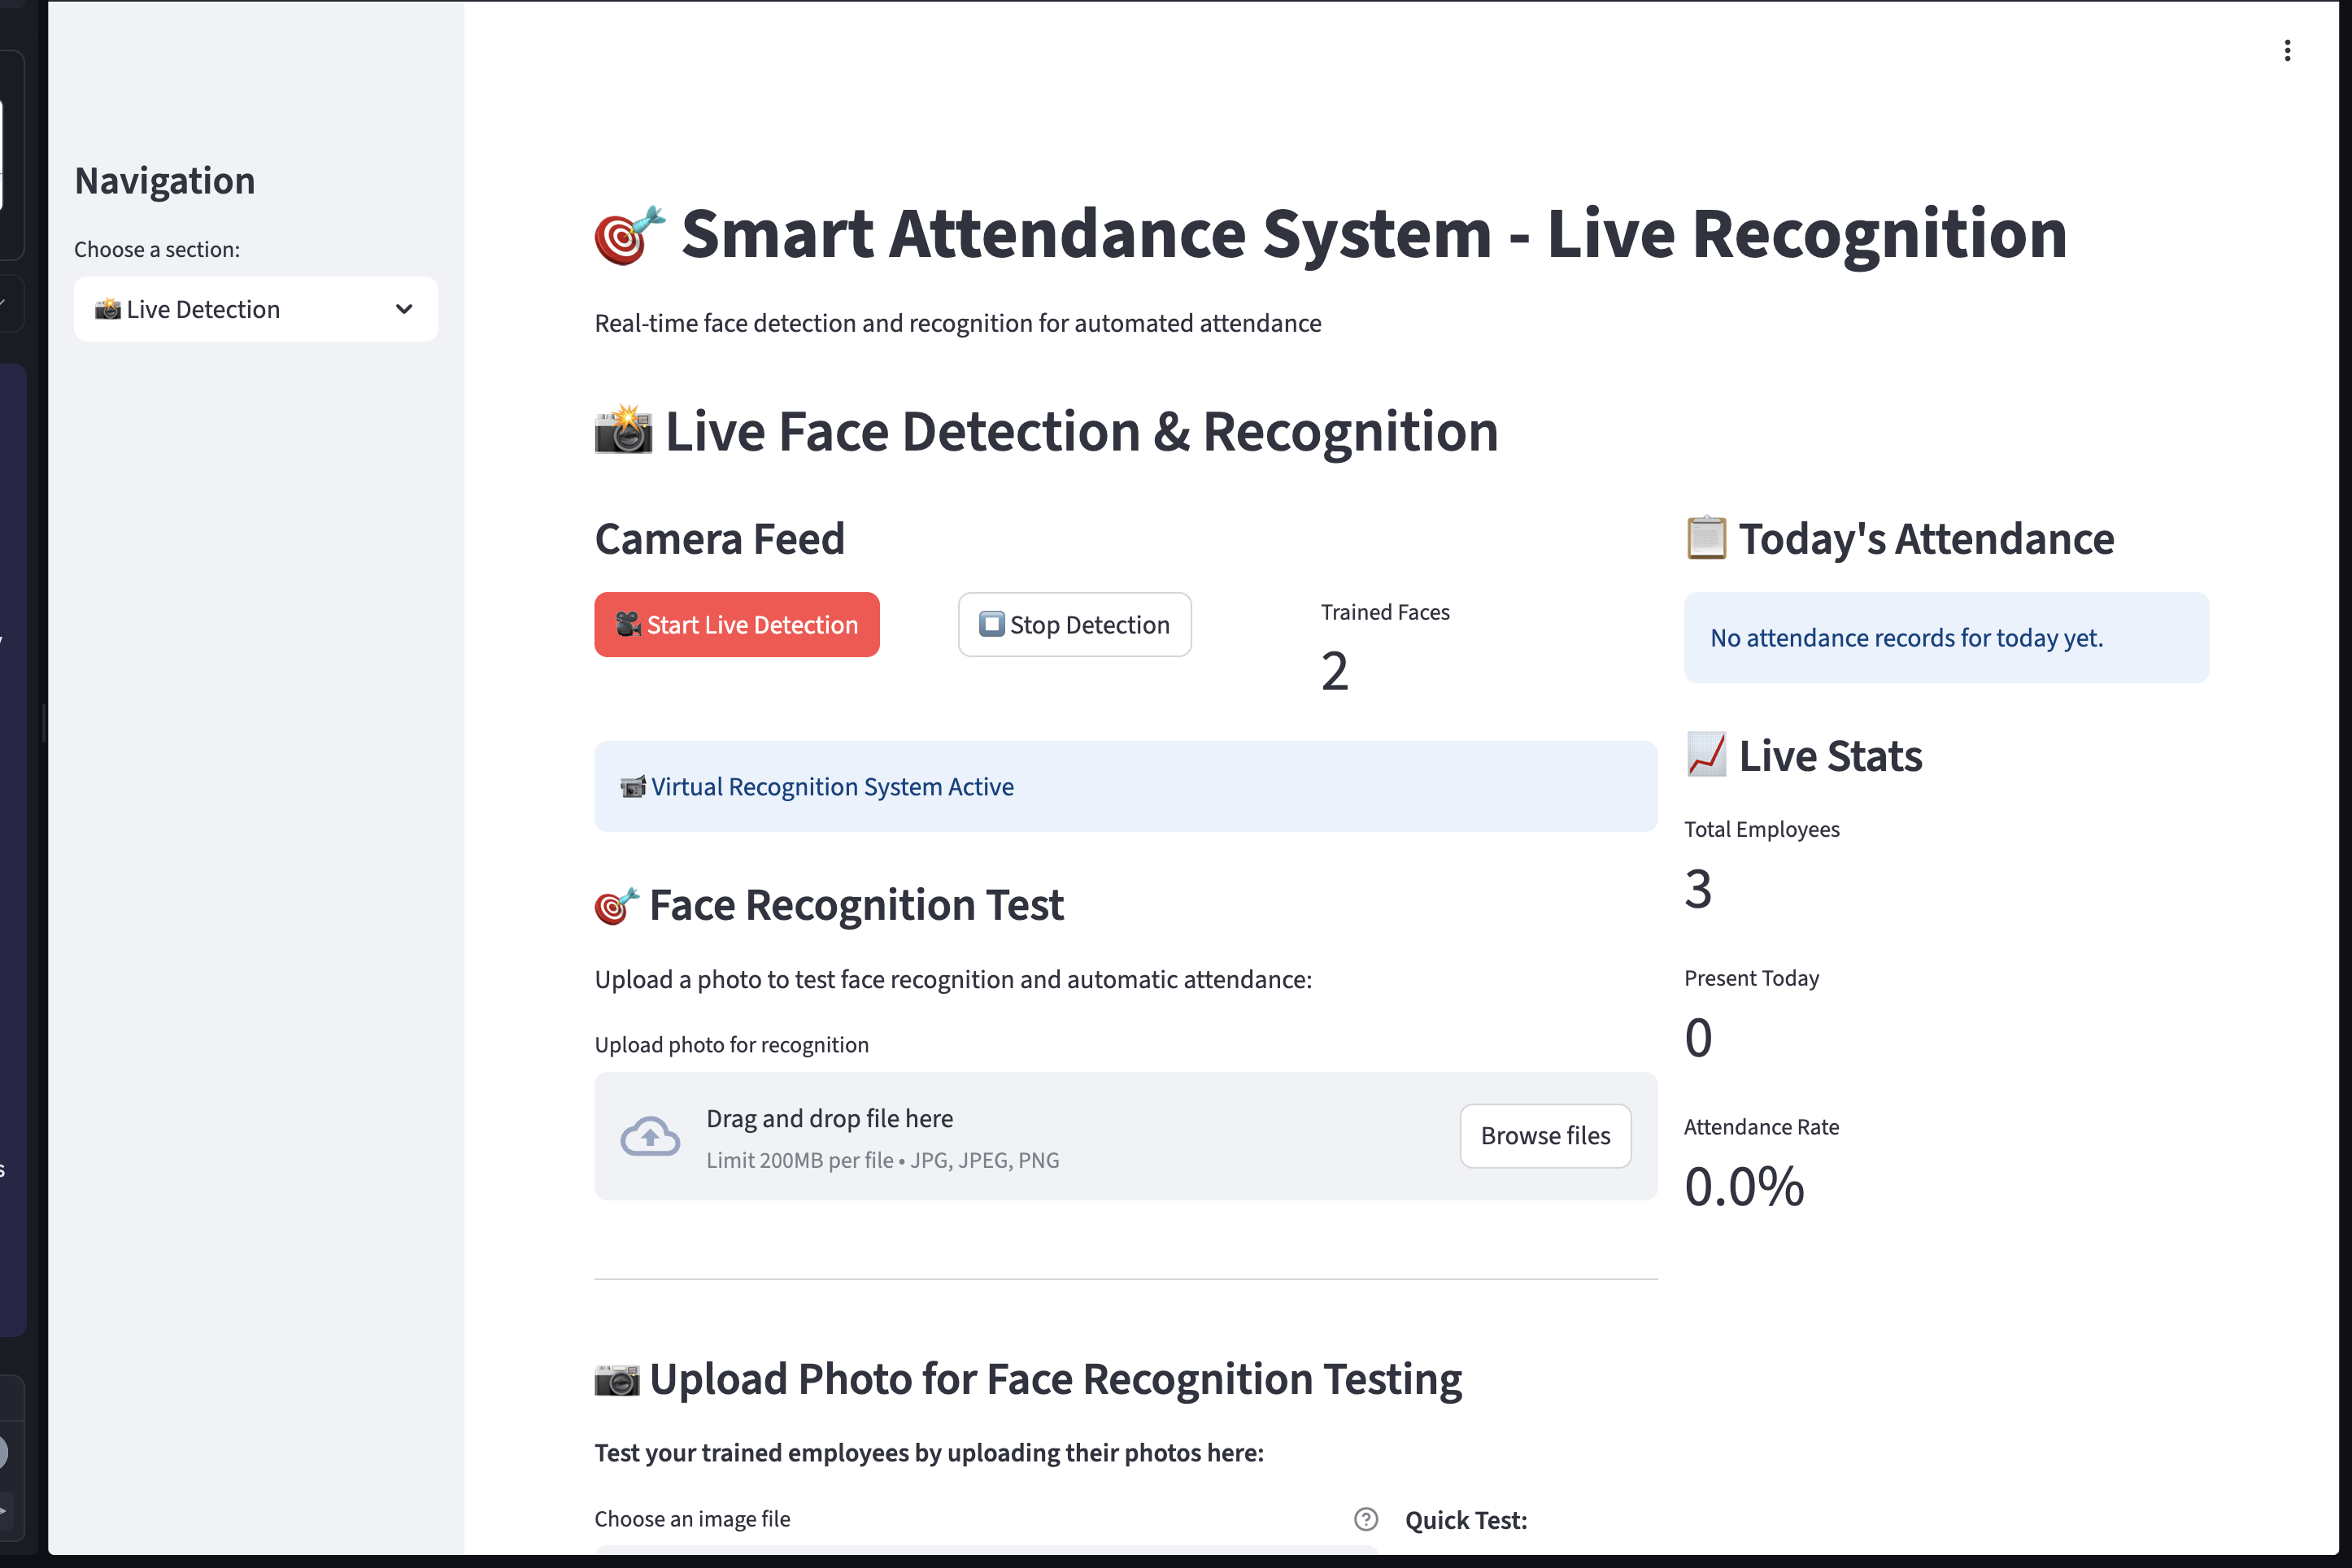 Navigation
Choose a section:
Live Detection
Smart Attendance System - Live Recognition
Real-time face detection and recognition for automated attendance
Live Face Detection & Recognition
Camera Feed
Start Live Detection
Stop Detection
Trained Faces
2
Virtual Recognition System Active
Face Recognition Test
Upload a photo to test face recognition and automatic attendance:
Upload photo for recognition
Drag and drop file here
Limit 200MB per file • JPG, JPEG, PNG
Browse files
Upload Photo for Face Recognition Testing
Test your trained employees by uploading their photos here:
Choose an image file
Quick Test:
Today's Attendance
No attendance records for today yet.
Live Stats
Total Employees
3
Present Today
0
Attendance Rate
0.0%